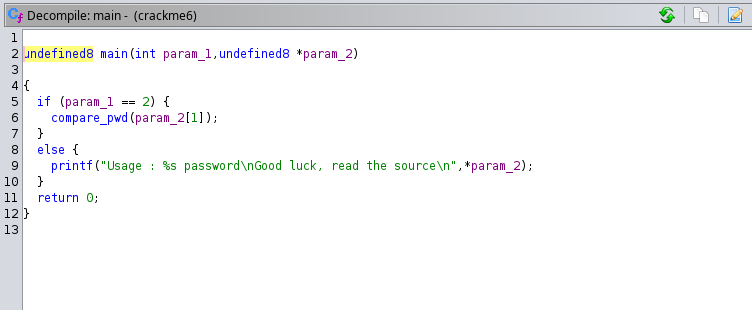 Decompile: main - (crackme6)
1
2 undefined8 main(int param_1,undefined8 *param_2)
3
4 {
5 if (param_1 == 2) {
6 compare_pwd(param_2[1]);
7 }
8 else {
9 printf("Usage : %s password\nGood luck, read the source\n",*param_2);
10 }
11 return 0;
12 }
13